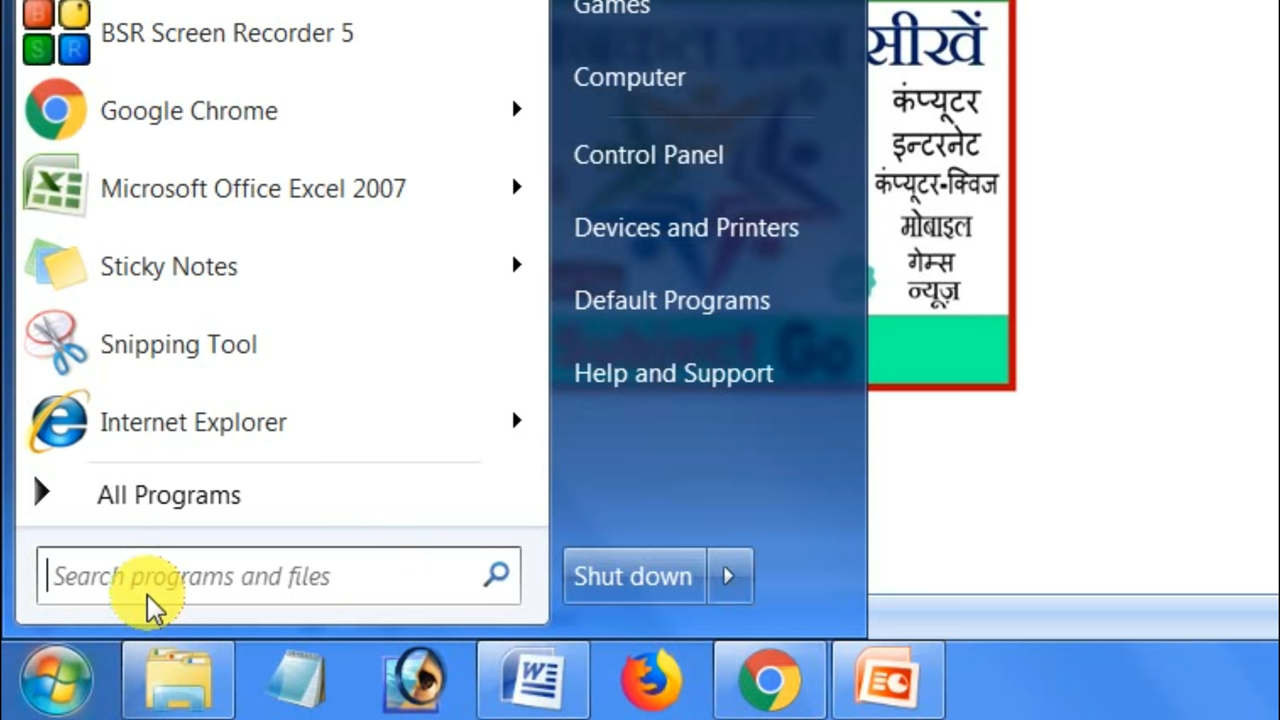 BSR Screen Recorder 5
Google Chrome
Microsoft Office Excel 2007
Sticky Notes
Snipping Tool
Internet Explorer
All Programs
Search programs and files
Games
Computer
Control Panel
Devices and Printers
Default Programs
Help and Support
Shut down
सीखें
कंप्यूटर
इन्टरनेट
कंप्यूटर-क्विज
मोबाइल
गेम्स
न्यूज़
Go